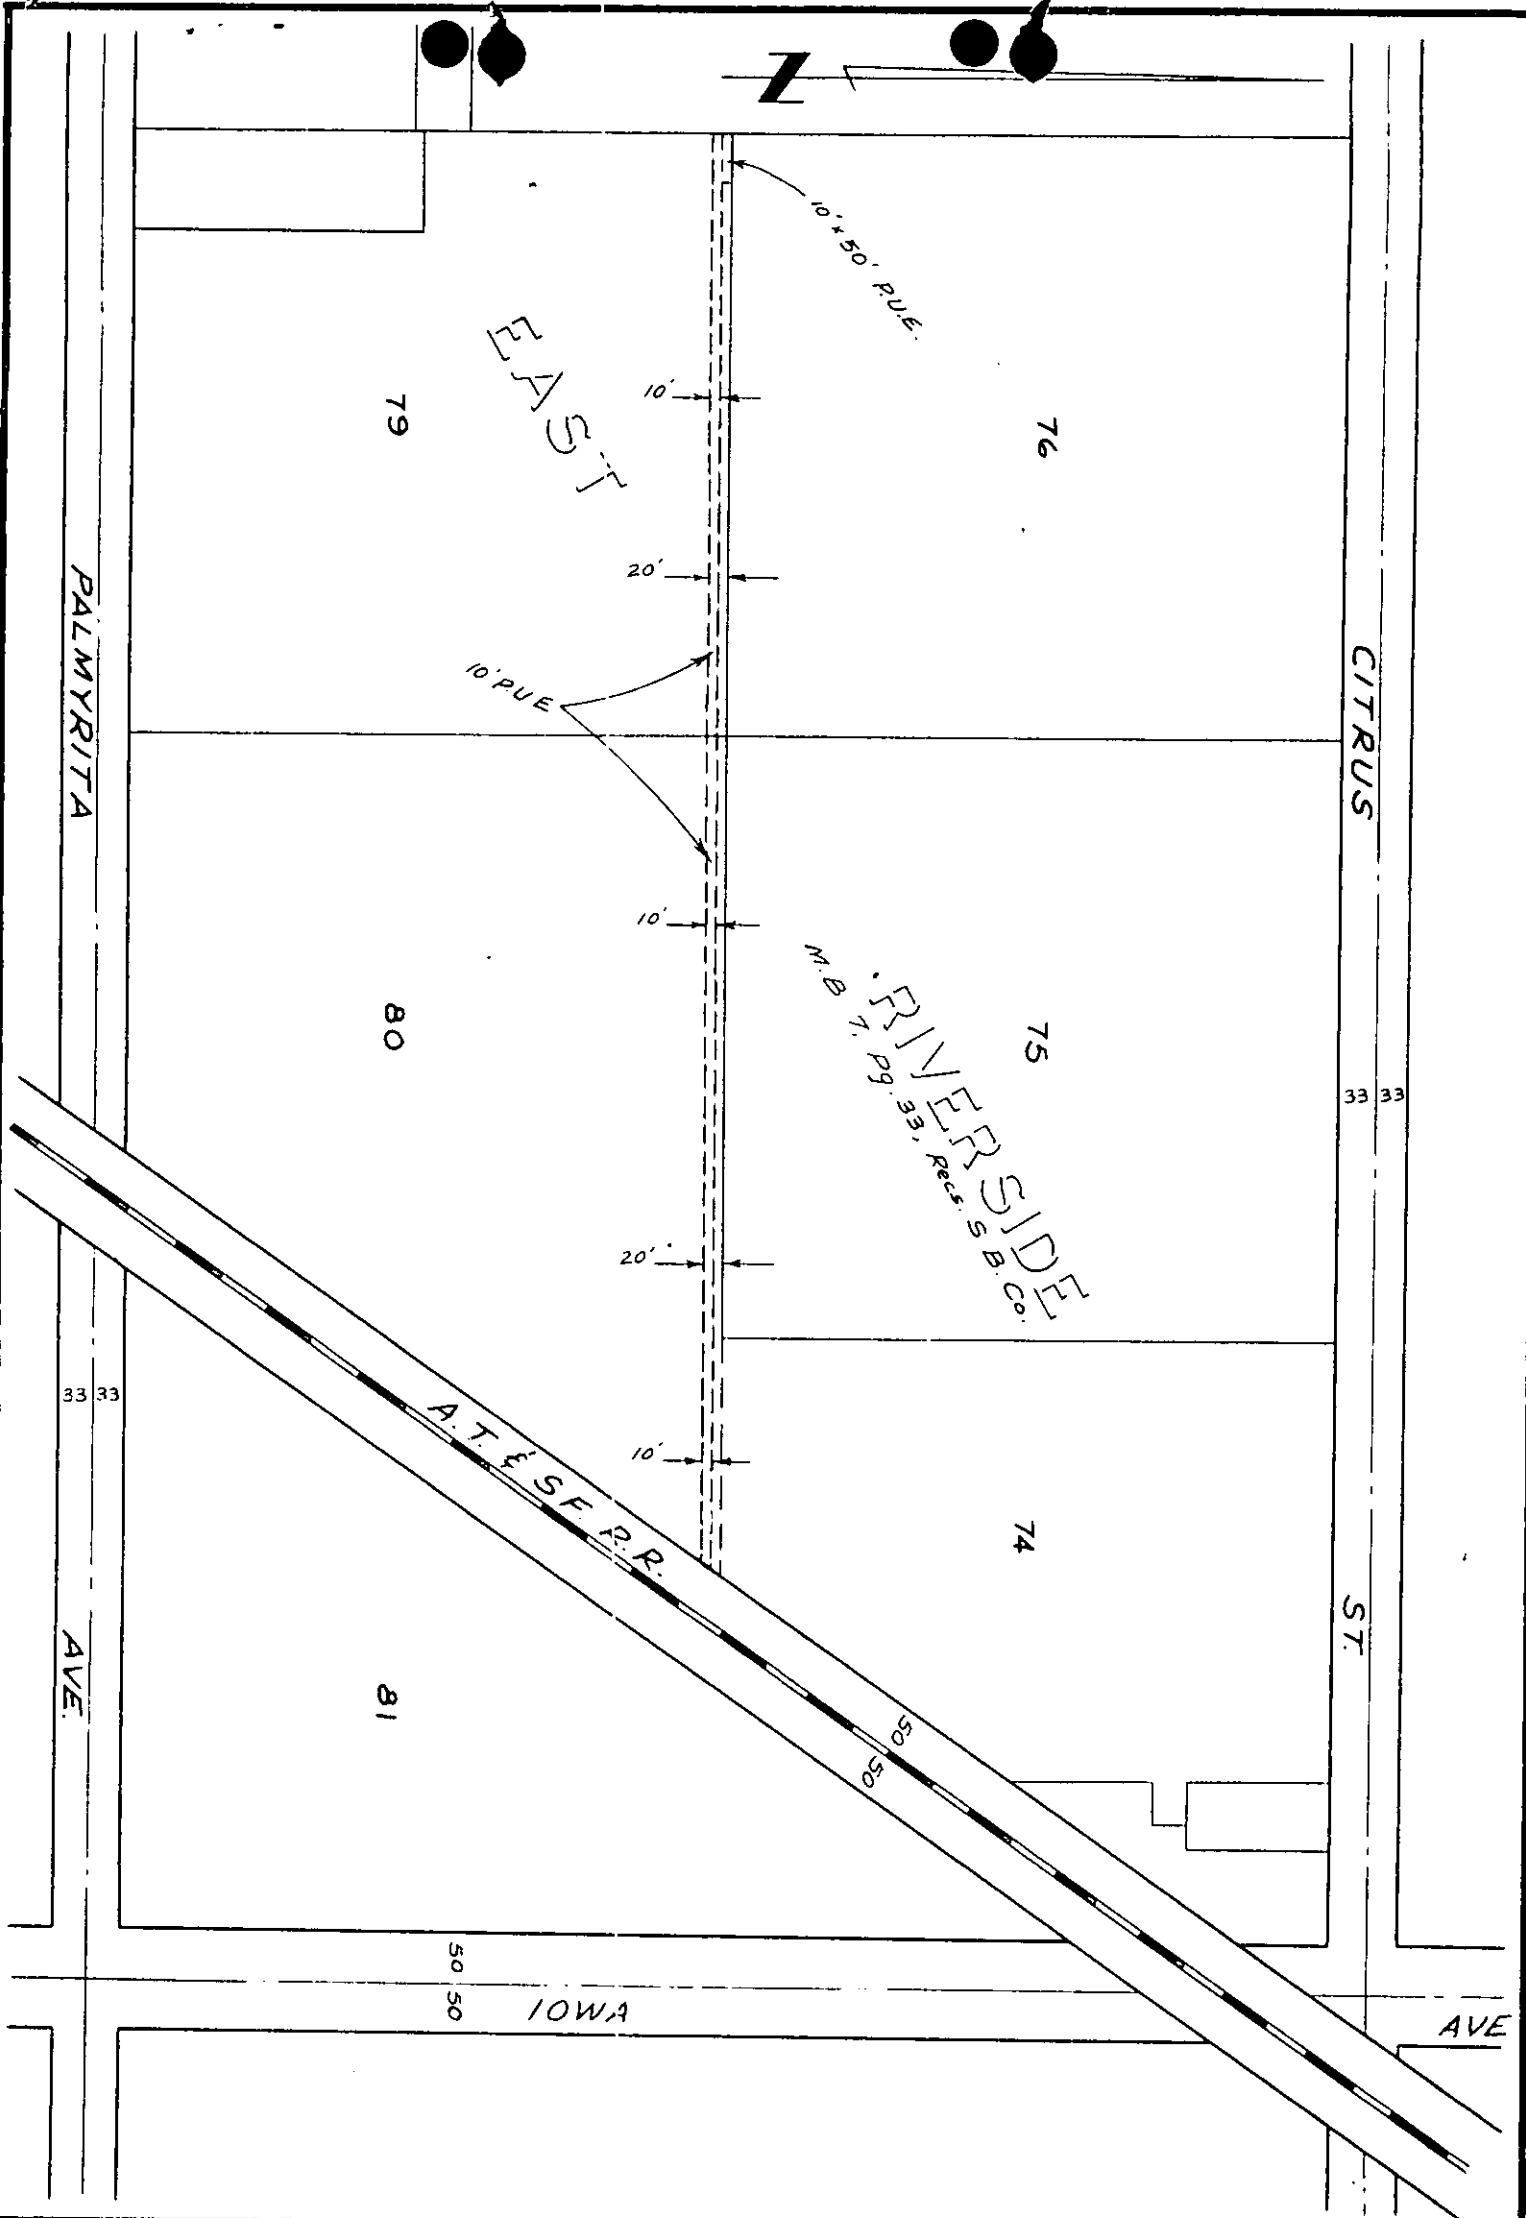 N
10' x 50' P.U.E.
EAST
79
76
10'
20'
10' P.U.E
PALMYRITA
CITRUS
10'
80
75
RIVERSIDE
M.B 7, Pg. 33, Recs. S B. Co.
33 33
20'
33 33
A.T. & S.F. R.R.
10'
74
ST.
AVE.
81
50
50
50
50
IOWA
AVE